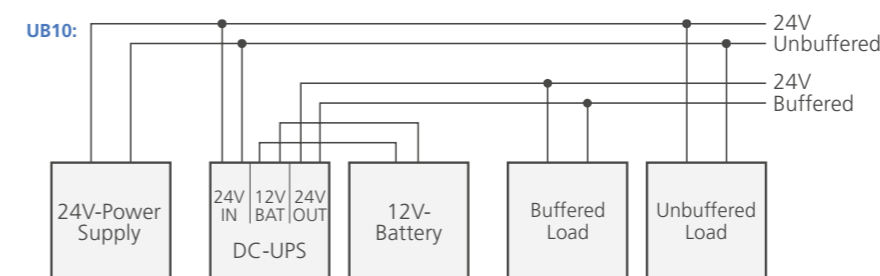 UB10:
24V
Unbuffered
24V
Buffered
24V-Power
Supply
24V 12V 24V
IN BAT OUT
DC-UPS
12V-
Battery
Buffered
Load
Unbuffered
Load